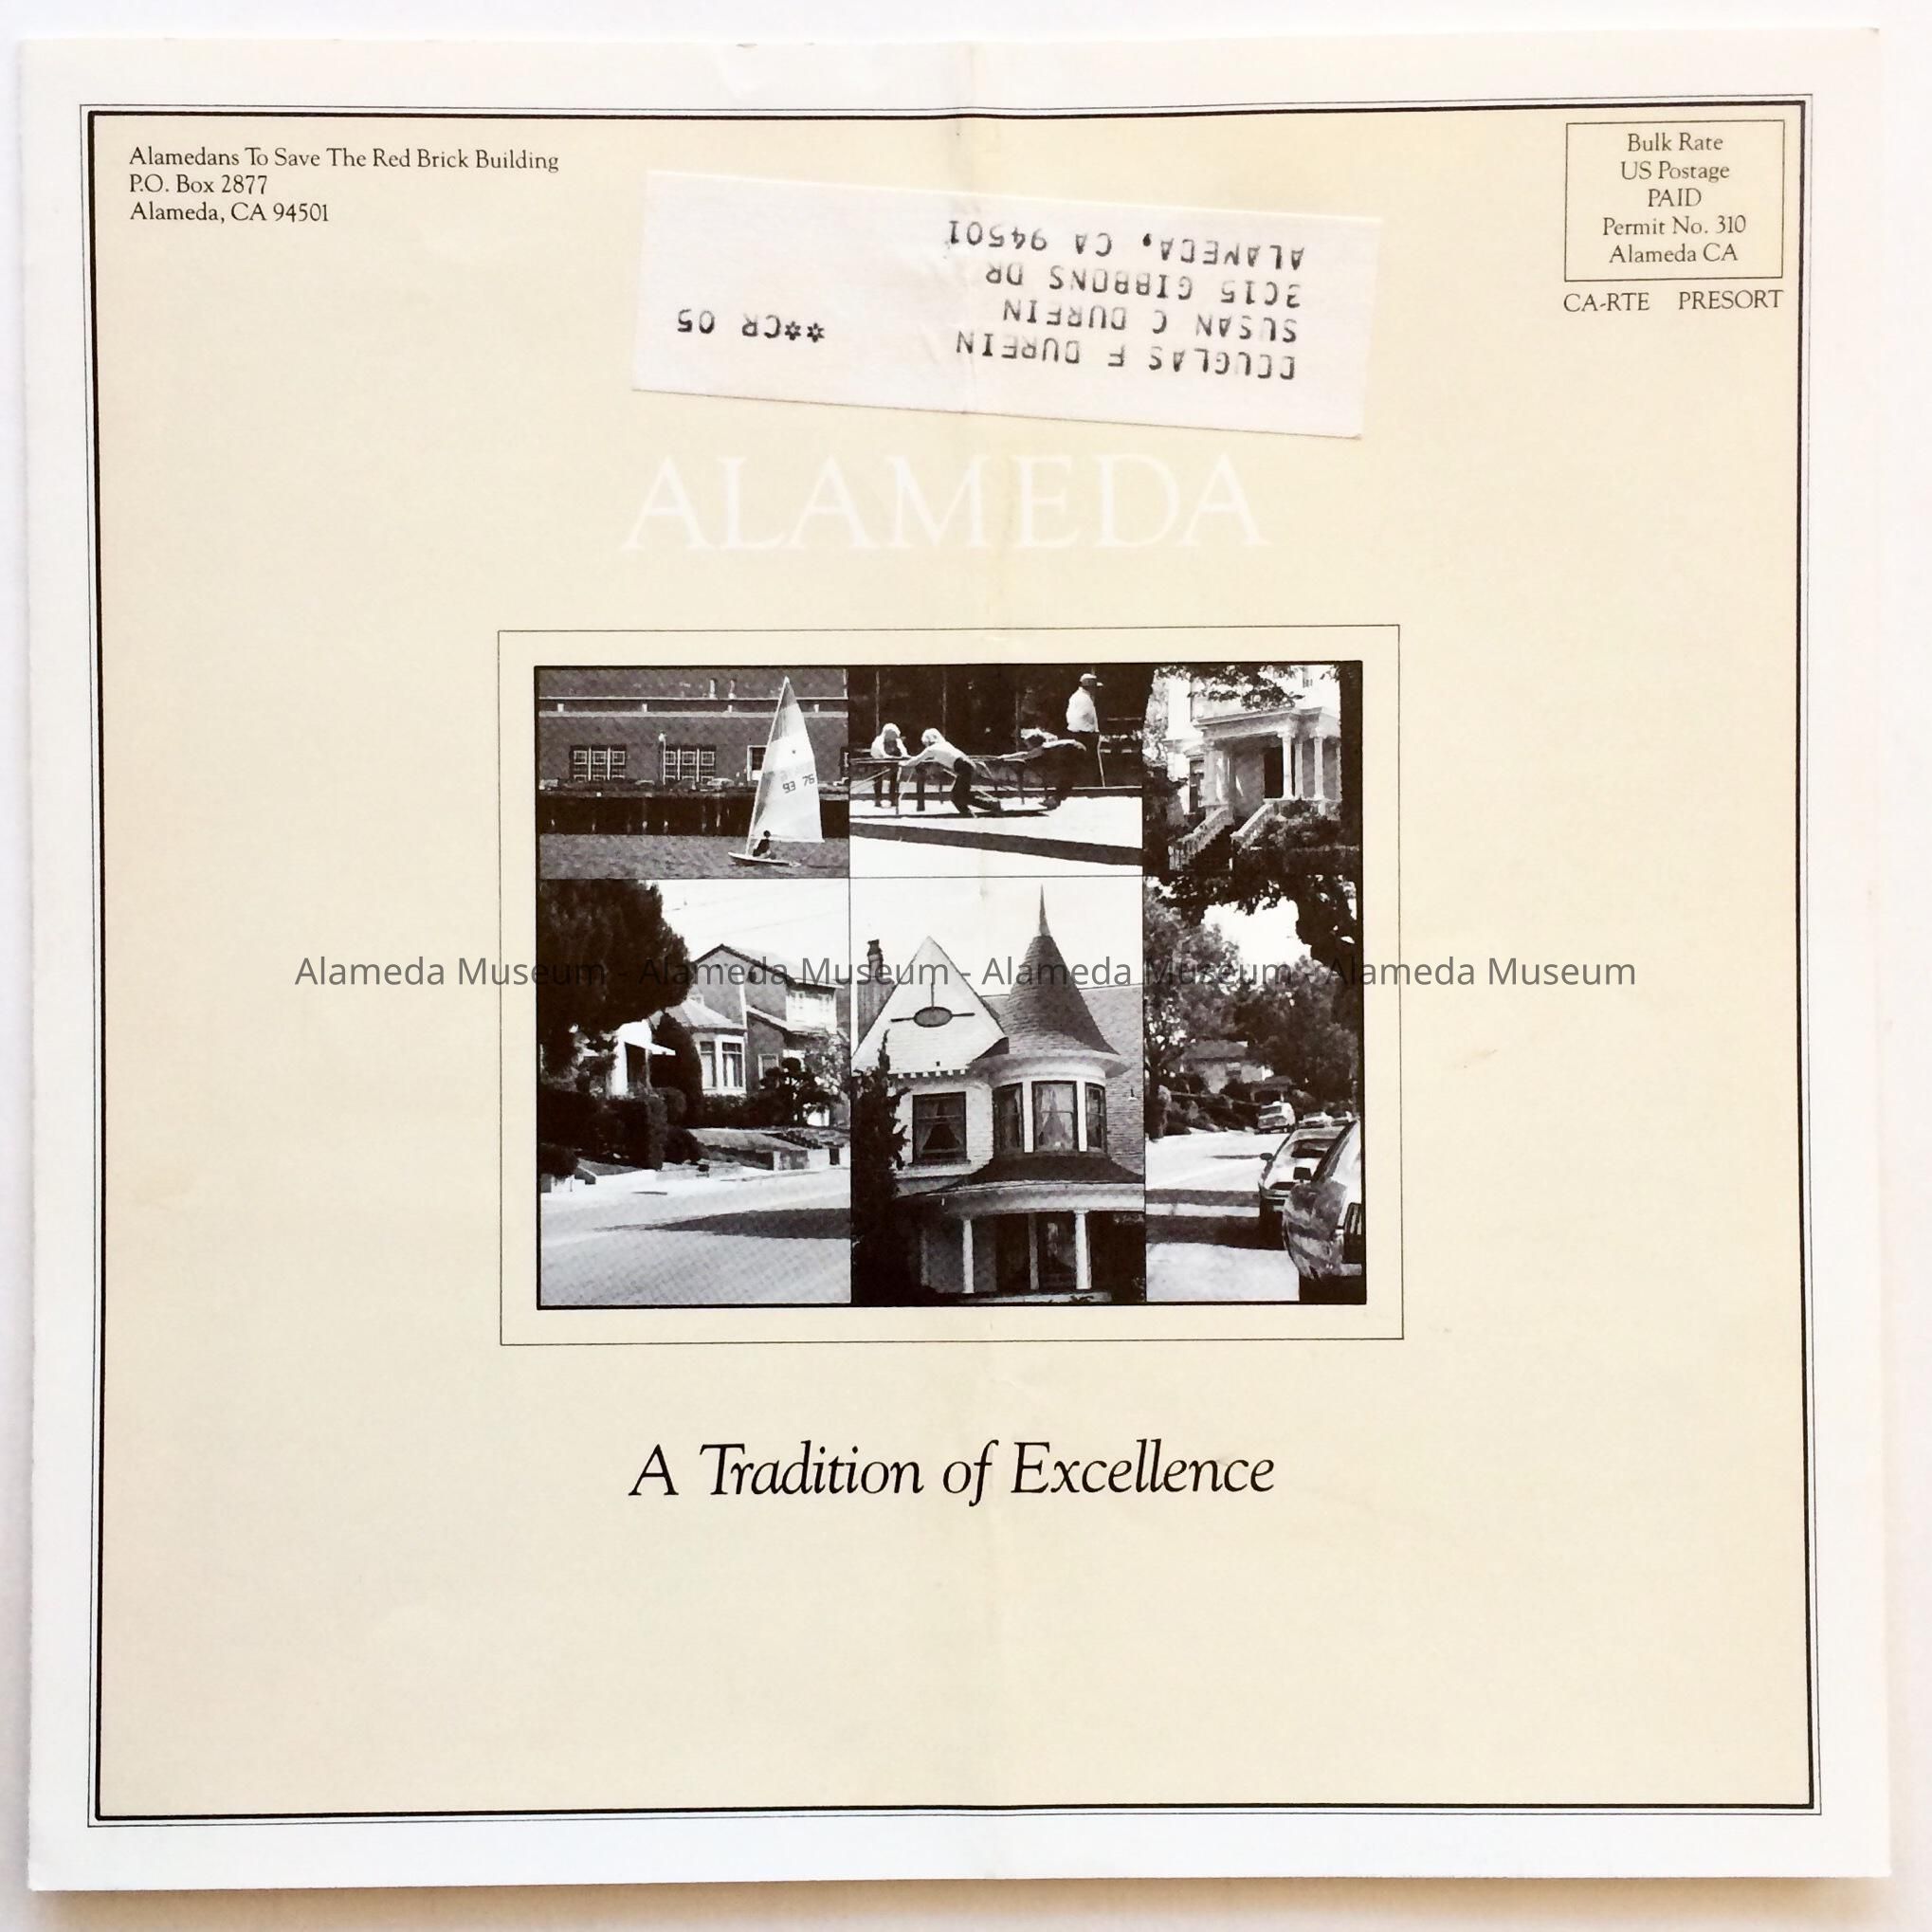 Alamedans To Save The Red Brick Building
P.O. Box 2877
Alameda, CA 94501
Bulk Rate
US Postage
PAID
Permit No. 310
Alameda CA
CA-RTE PRESORT
DOUGLAS F DURFIN
SUSAN C DURFIN **CR 05
3015 GIBBONS DR
ALAMEDA, CA 94501
ALAMEDA
93 76
Alameda Museum - Alameda Museum - Alameda Museum - Alameda Museum
A Tradition of Excellence